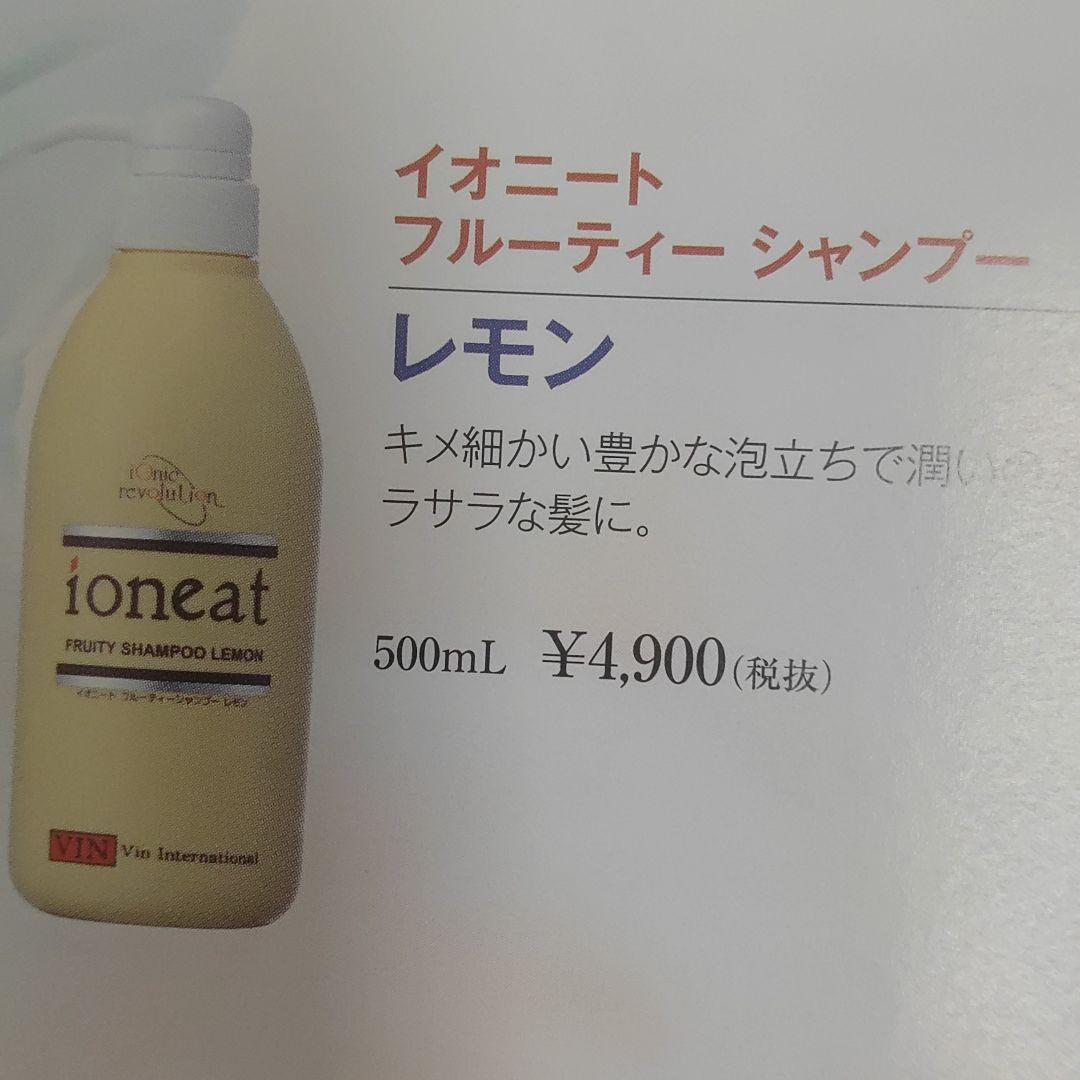 イオニート
フルーティー シャンプー
レモン
キメ細かい豊かな泡立ちで潤い
ラサラな髪に。
500mL ¥4,900(税抜)
ionic
revolution
ioneat
FRUITY SHAMPOO LEMON
イオニート フルーティーシャンプー レモン
VIN Vin International